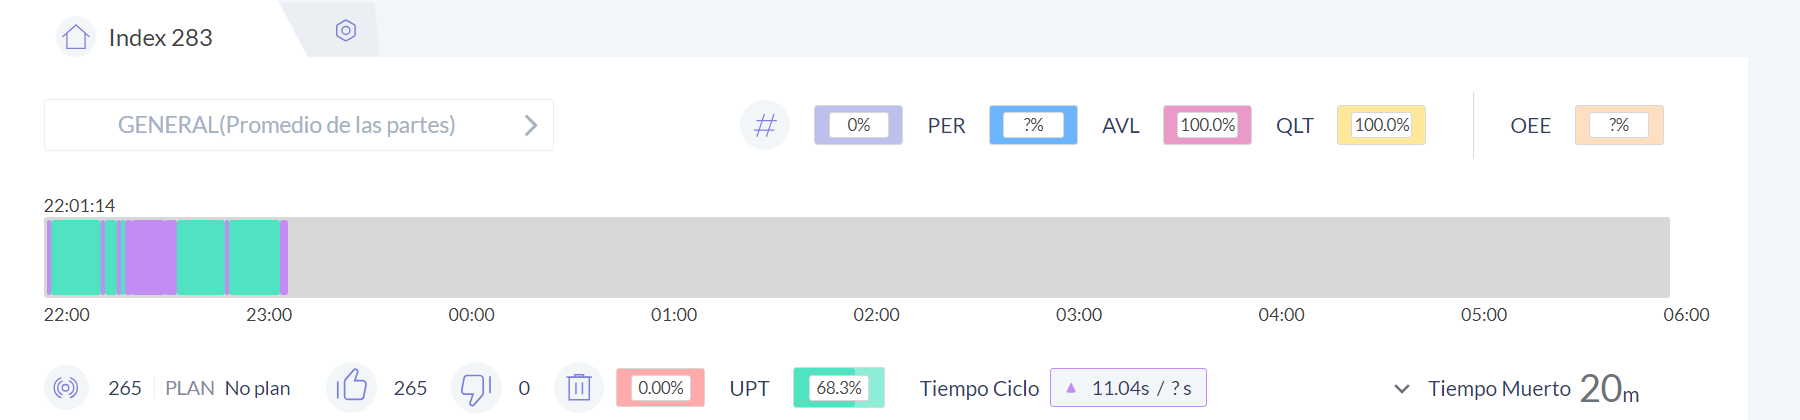 Index 283
GENERAL(Promedio de las partes)
# 0% PER ?% AVL 100.0% QLT 100.0% OEE ?%
22:01:14
22:00 23:00 00:00 01:00 02:00 03:00 04:00 05:00 06:00
265 PLAN No plan 265 0 0.00% UPT 68.3% Tiempo Ciclo 11.04s / ? s Tiempo Muerto 20m